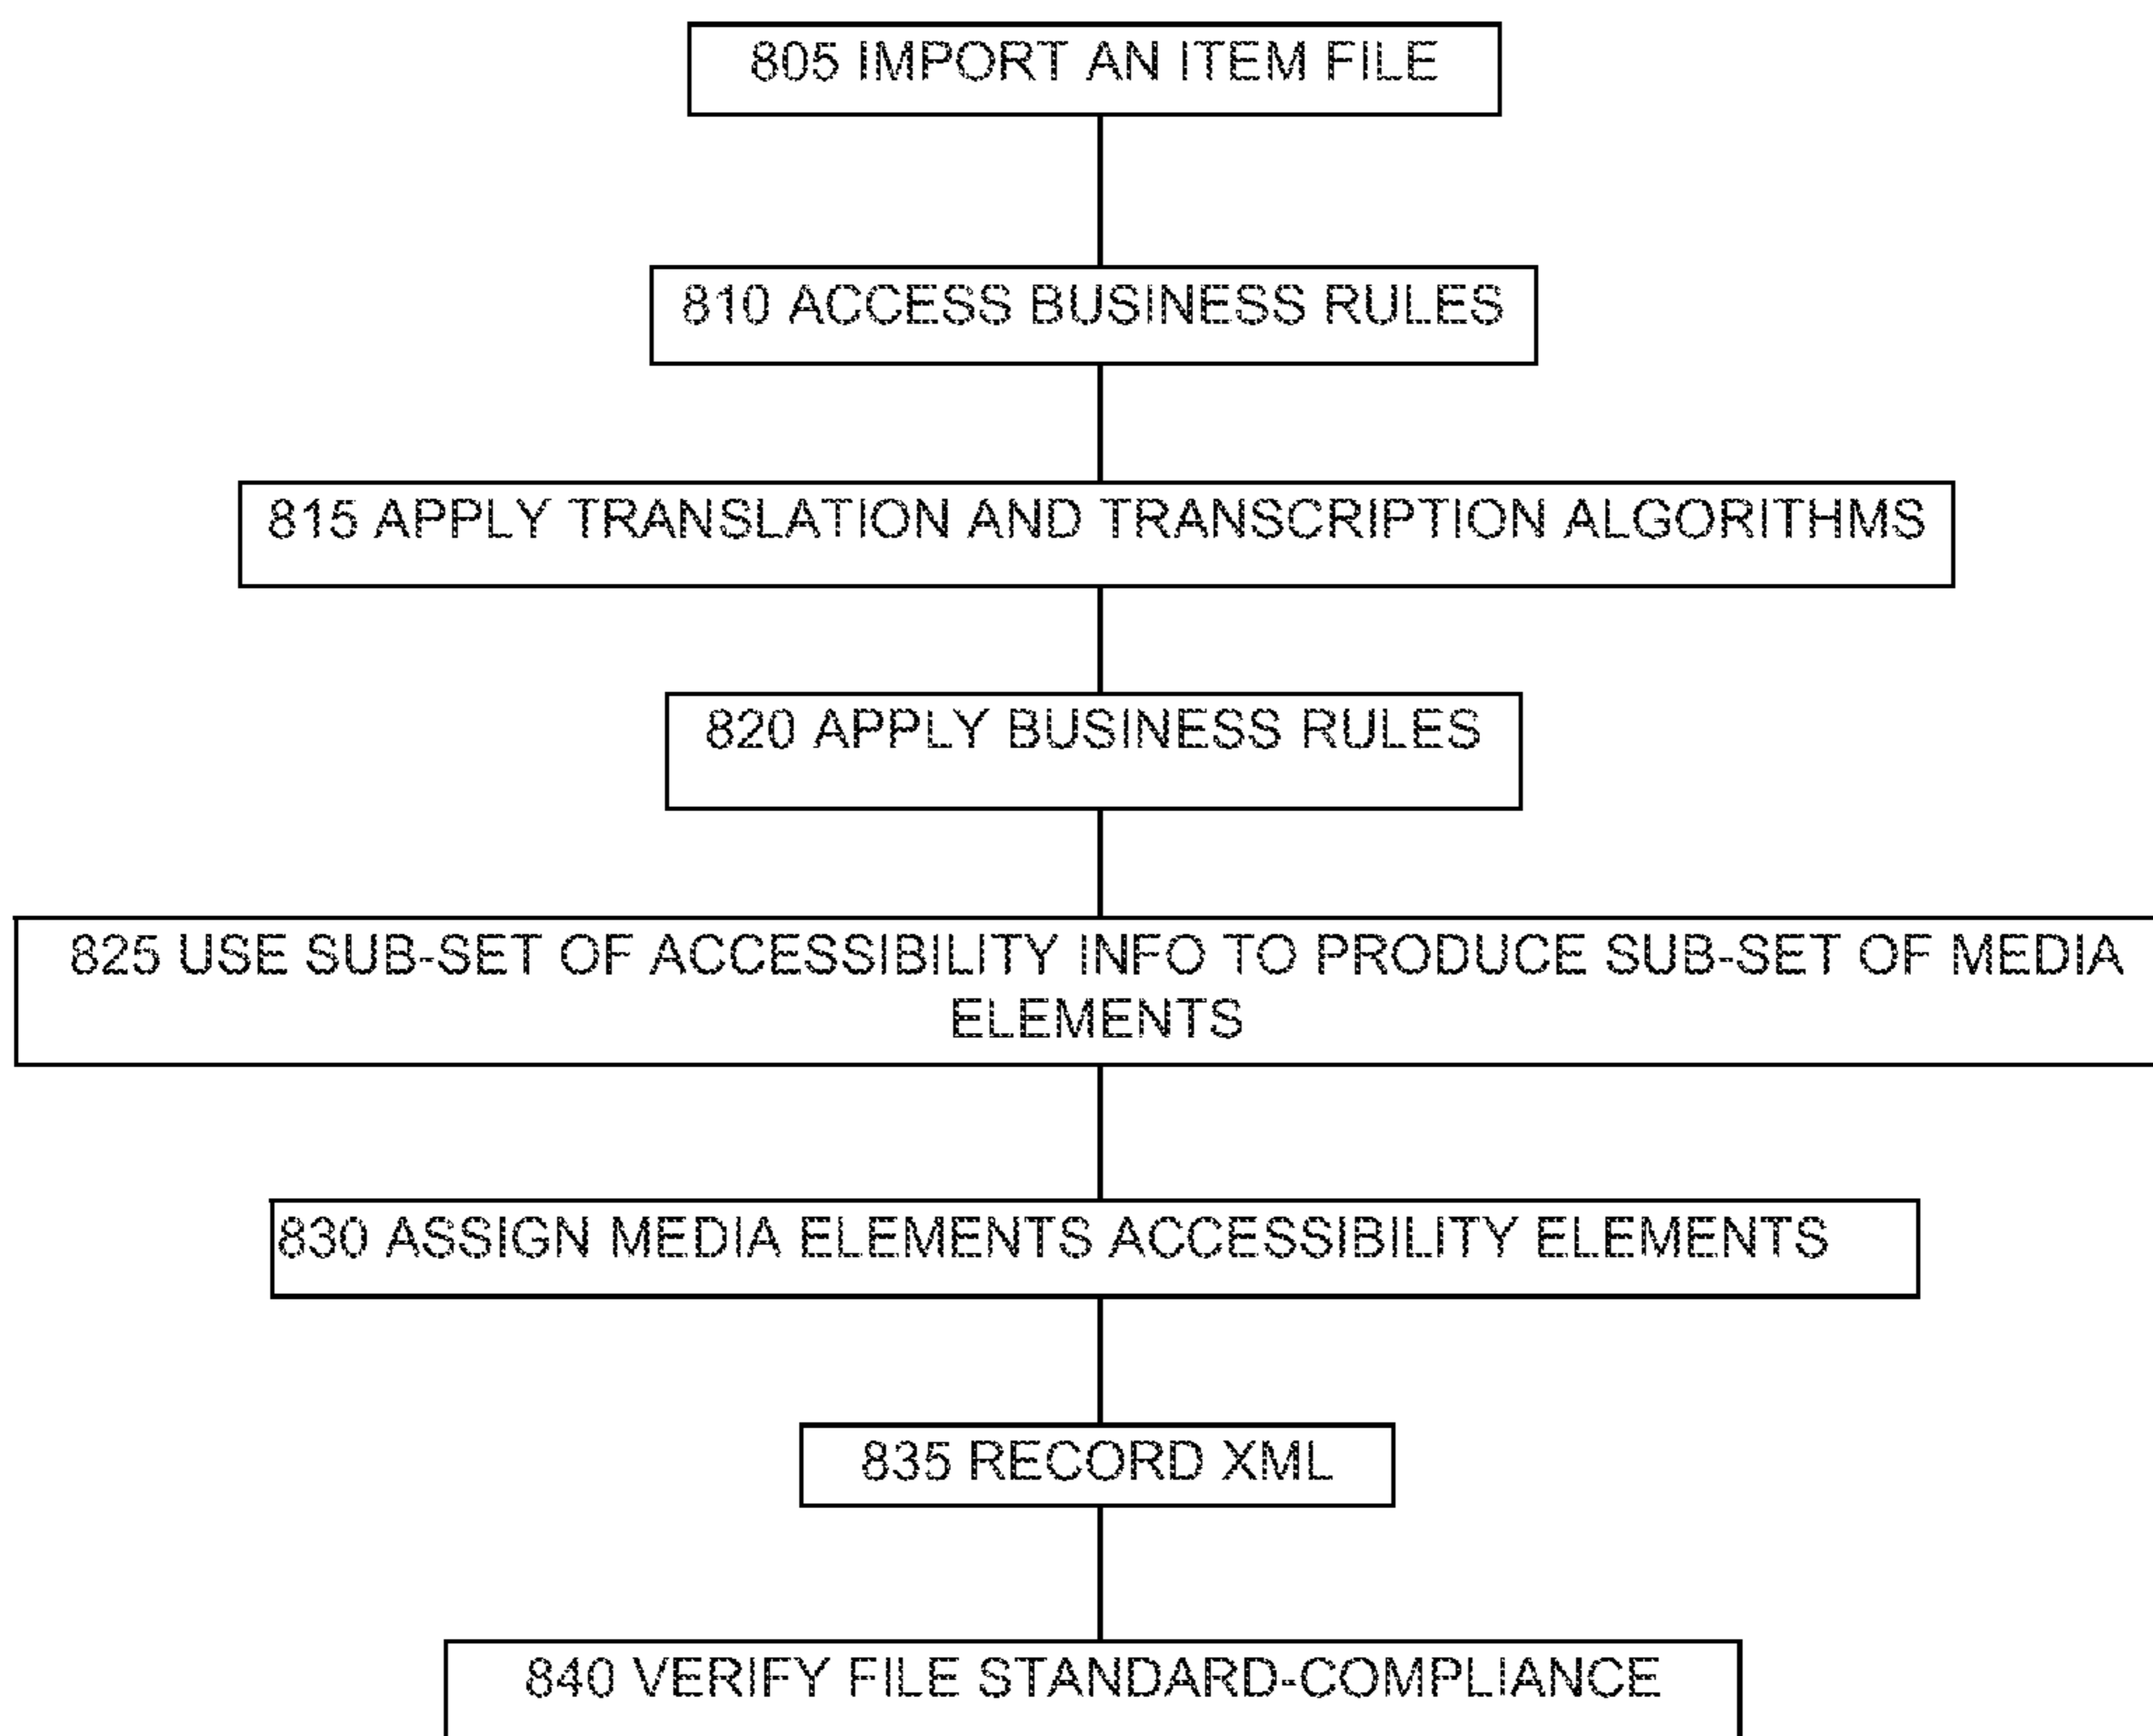 805 IMPORT AN ITEM FILE
810 ACCESS BUSINESS RULES
815 APPLY TRANSLATION AND TRANSCRIPTION ALGORITHMS
820 APPLY BUSINESS RULES
825 USE SUB-SET OF ACCESSIBILITY INFO TO PRODUCE SUB-SET OF MEDIA
ELEMENTS
830 ASSIGN MEDIA ELEMENTS ACCESSIBILITY ELEMENTS
835 RECORD XML
840 VERIFY FILE STANDARD-COMPLIANCE